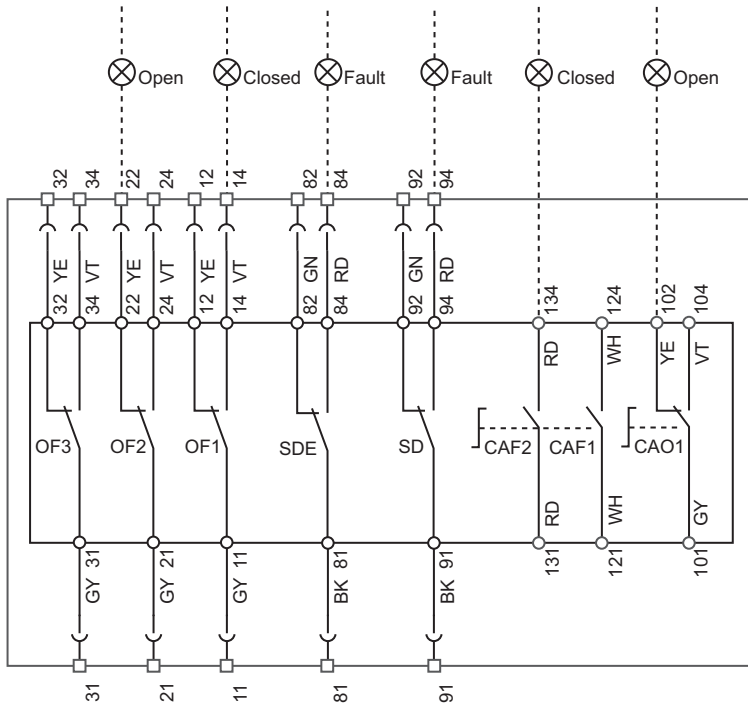 Open Closed Fault Fault Closed Open
32 34 22 24 12 14 82 84 92 94
YE VT YE VT YE VT GN RD GN RD
134 124 102 104
32 34 22 24 12 14 82 84 92 94
RD WH YE VT
OF3 OF2 OF1 SDE SD CAF2 CAF1 CAO1
RD WH GY
31 21 11 81 91 131 121 101
GY GY GY BK BK
31 21 11 81 91